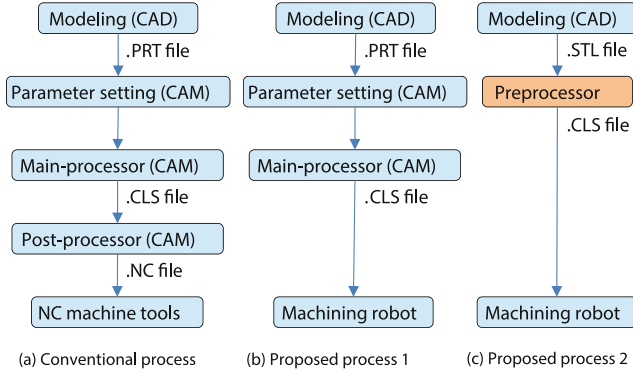 Modeling (CAD)
.PRT file
Parameter setting (CAM)
Main-processor (CAM)
.CLS file
Post-processor (CAM)
.NC file
NC machine tools
(a) Conventional process
Modeling (CAD)
.PRT file
Parameter setting (CAM)
Main-processor (CAM)
.CLS file
Machining robot
(b) Proposed process 1
Modeling (CAD)
.STL file
Preprocessor
.CLS file
Machining robot
(c) Proposed process 2